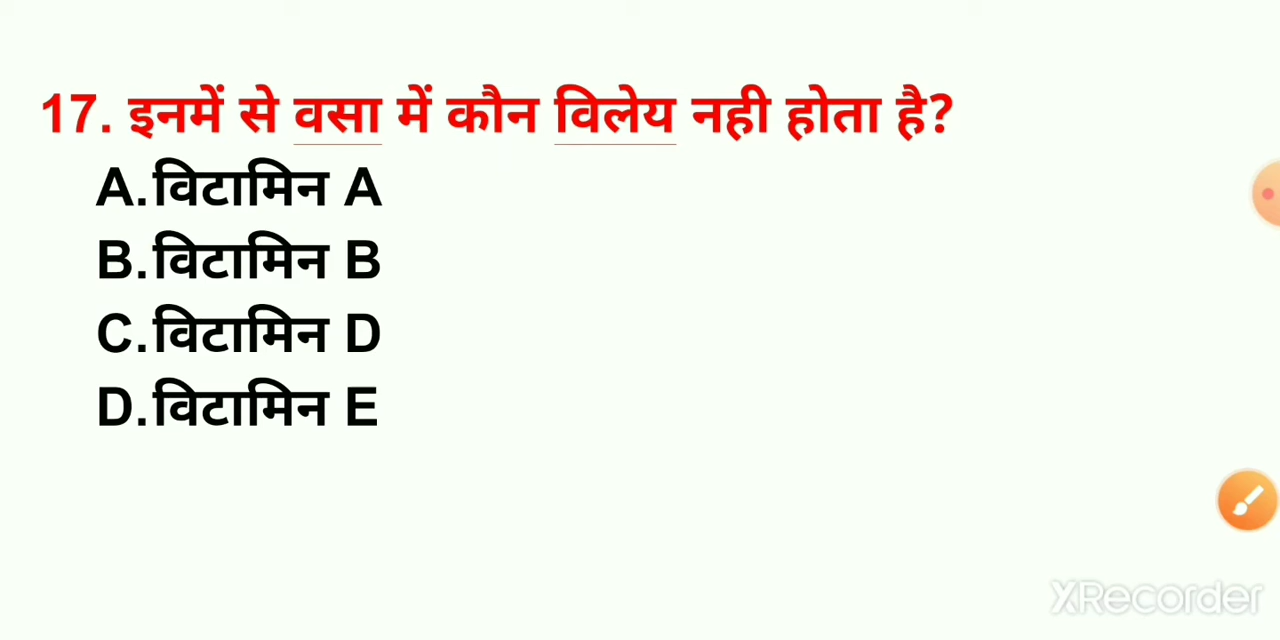 17. इनमें से वसा में कौन विलेय नही होता है?
A.विटामिन A
B.विटामिन B
C.विटामिन D
D.विटामिन E
XRecorder